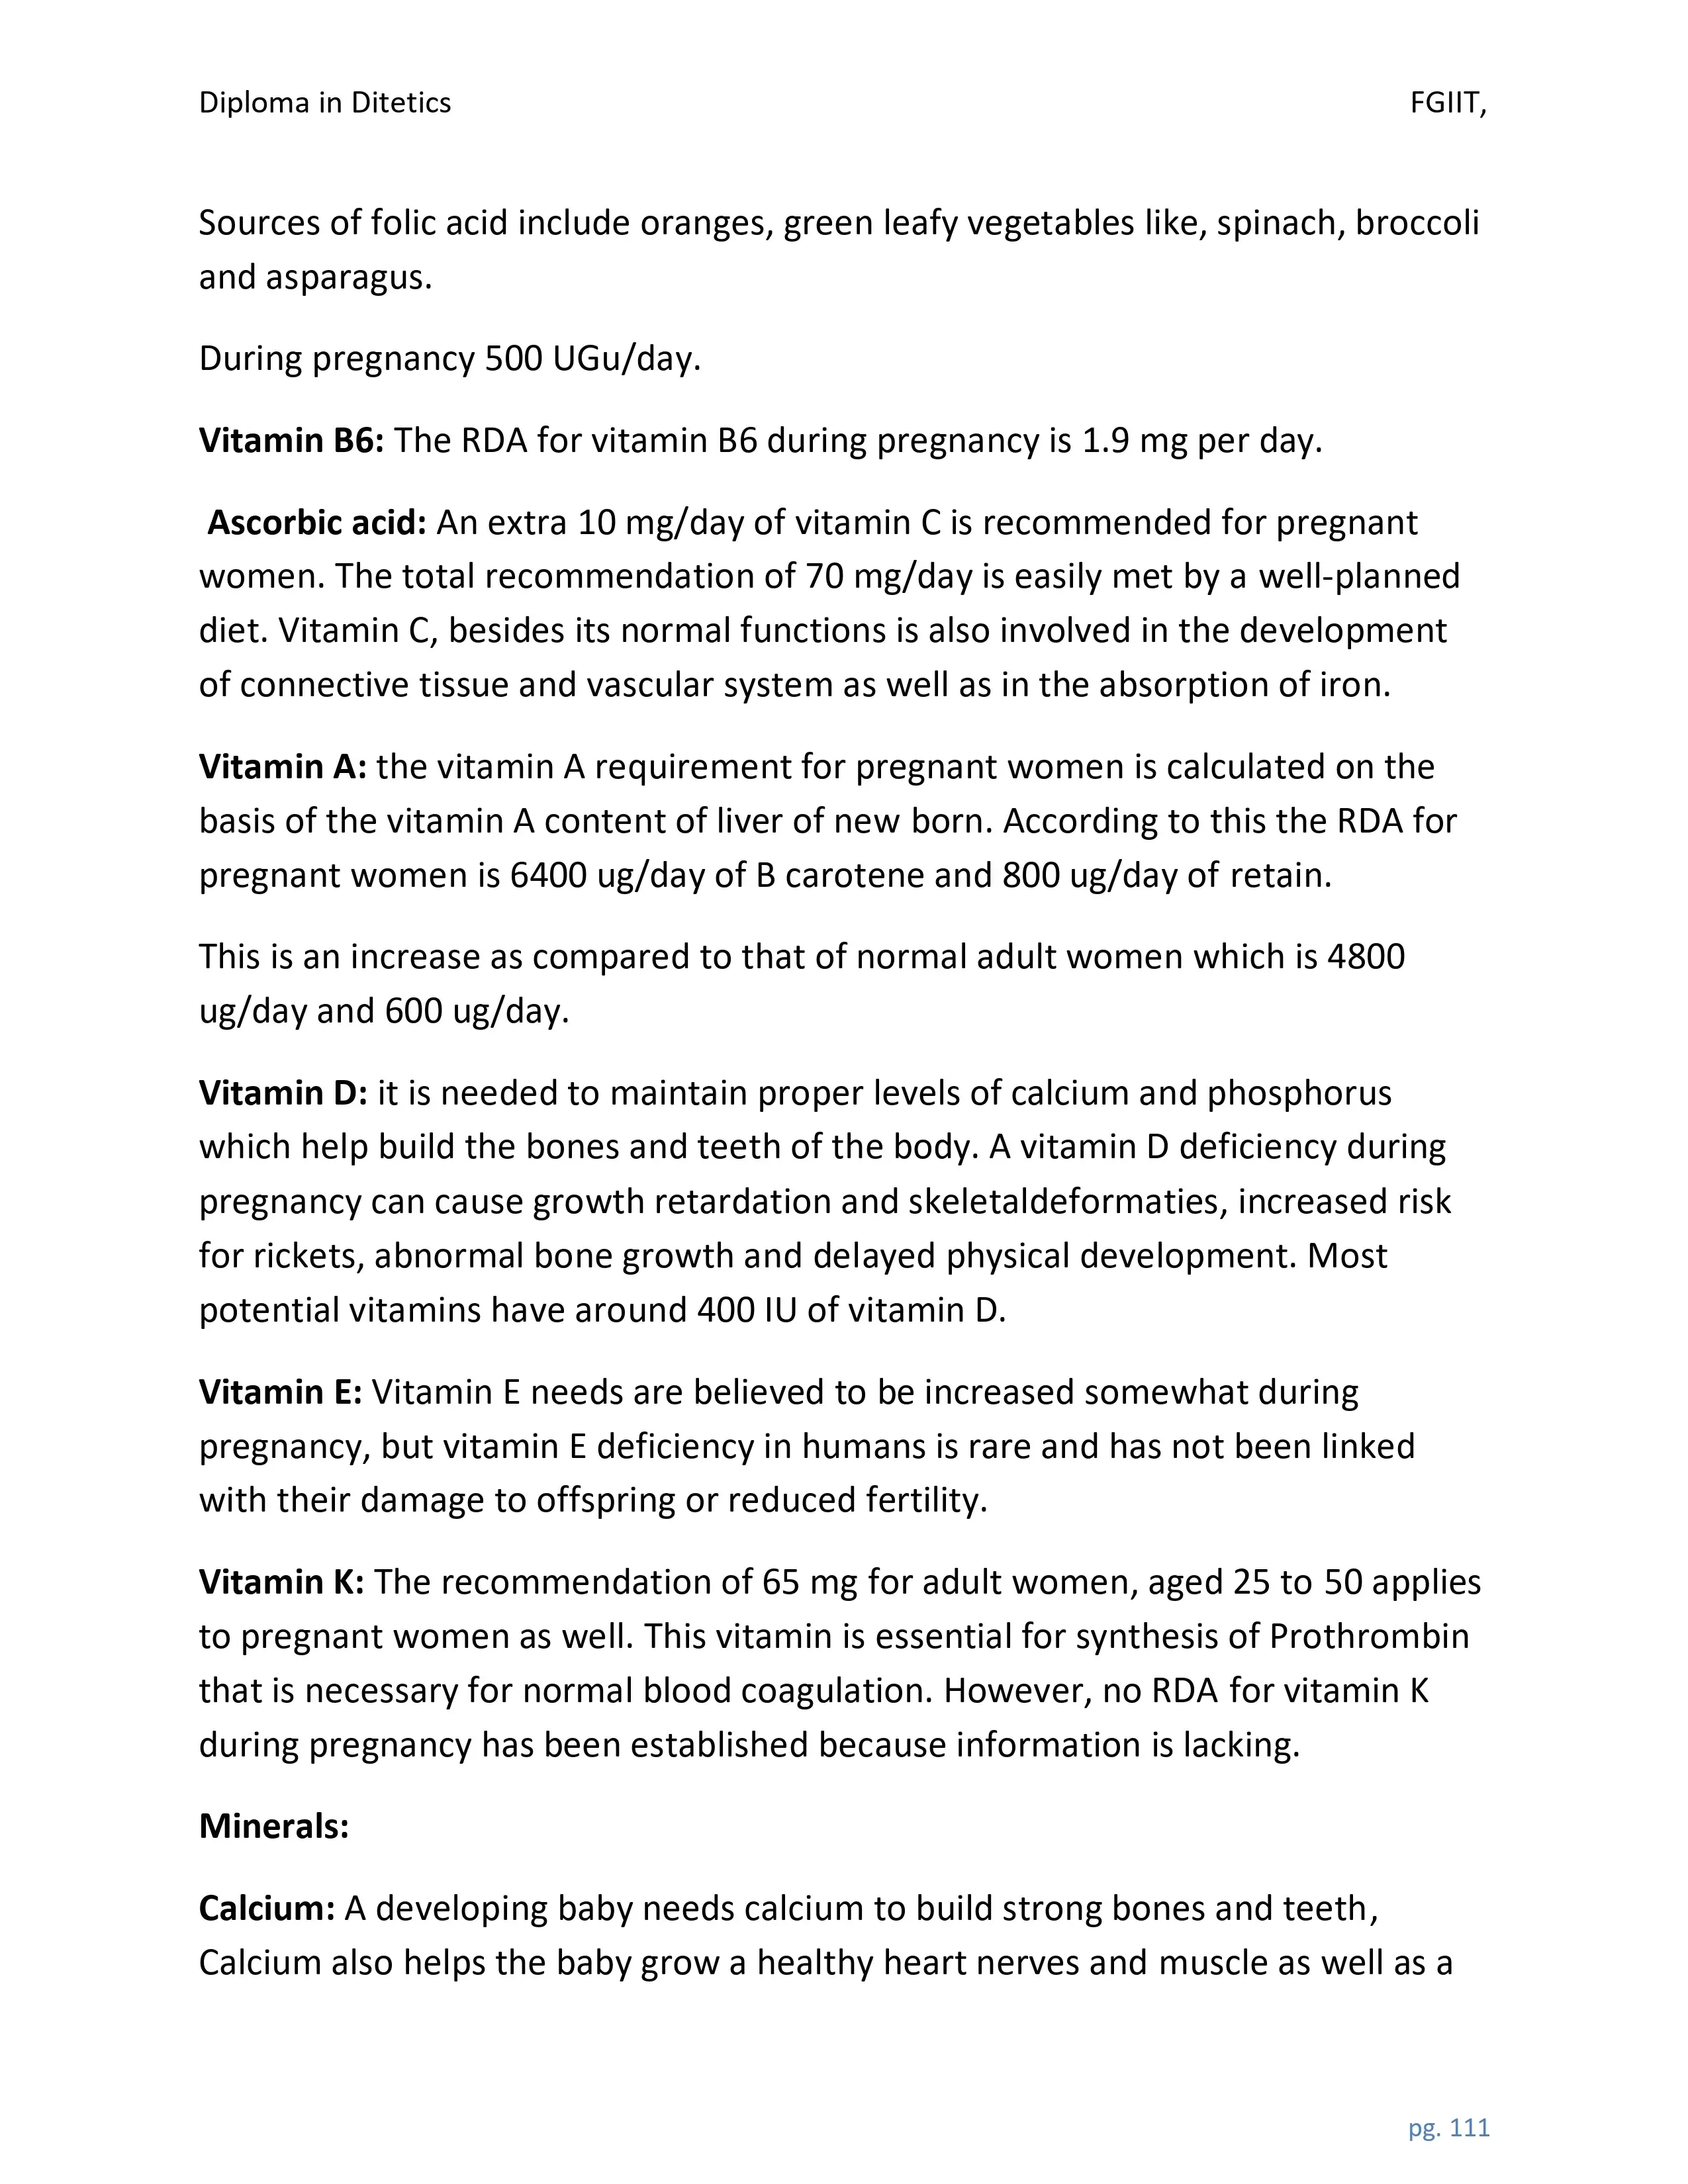 Diploma in Ditetics FGIIT,
Sources of folic acid include oranges, green leafy vegetables like, spinach, broccoli
and asparagus.
During pregnancy 500 UGu/day.
Vitamin B6: The RDA for vitamin B6 during pregnancy is 1.9 mg per day.
Ascorbic acid: An extra 10 mg/day of vitamin C is recommended for pregnant
women. The total recommendation of 70 mg/day is easily met by a well-planned
diet. Vitamin C, besides its normal functions is also involved in the development
of connective tissue and vascular system as well as in the absorption of iron.
Vitamin A: the vitamin A requirement for pregnant women is calculated on the
basis of the vitamin A content of liver of new born. According to this the RDA for
pregnant women is 6400 ug/day of B carotene and 800 ug/day of retain.
This is an increase as compared to that of normal adult women which is 4800
ug/day and 600 ug/day.
Vitamin D: it is needed to maintain proper levels of calcium and phosphorus
which help build the bones and teeth of the body. A vitamin D deficiency during
pregnancy can cause growth retardation and skeletaldeformaties, increased risk
for rickets, abnormal bone growth and delayed physical development. Most
potential vitamins have around 400 IU of vitamin D.
Vitamin E: Vitamin E needs are believed to be increased somewhat during
pregnancy, but vitamin E deficiency in humans is rare and has not been linked
with their damage to offspring or reduced fertility.
Vitamin K: The recommendation of 65 mg for adult women, aged 25 to 50 applies
to pregnant women as well. This vitamin is essential for synthesis of Prothrombin
that is necessary for normal blood coagulation. However, no RDA for vitamin K
during pregnancy has been established because information is lacking.
Minerals:
Calcium: A developing baby needs calcium to build strong bones and teeth,
Calcium also helps the baby grow a healthy heart nerves and muscle as well as a
pg. 111